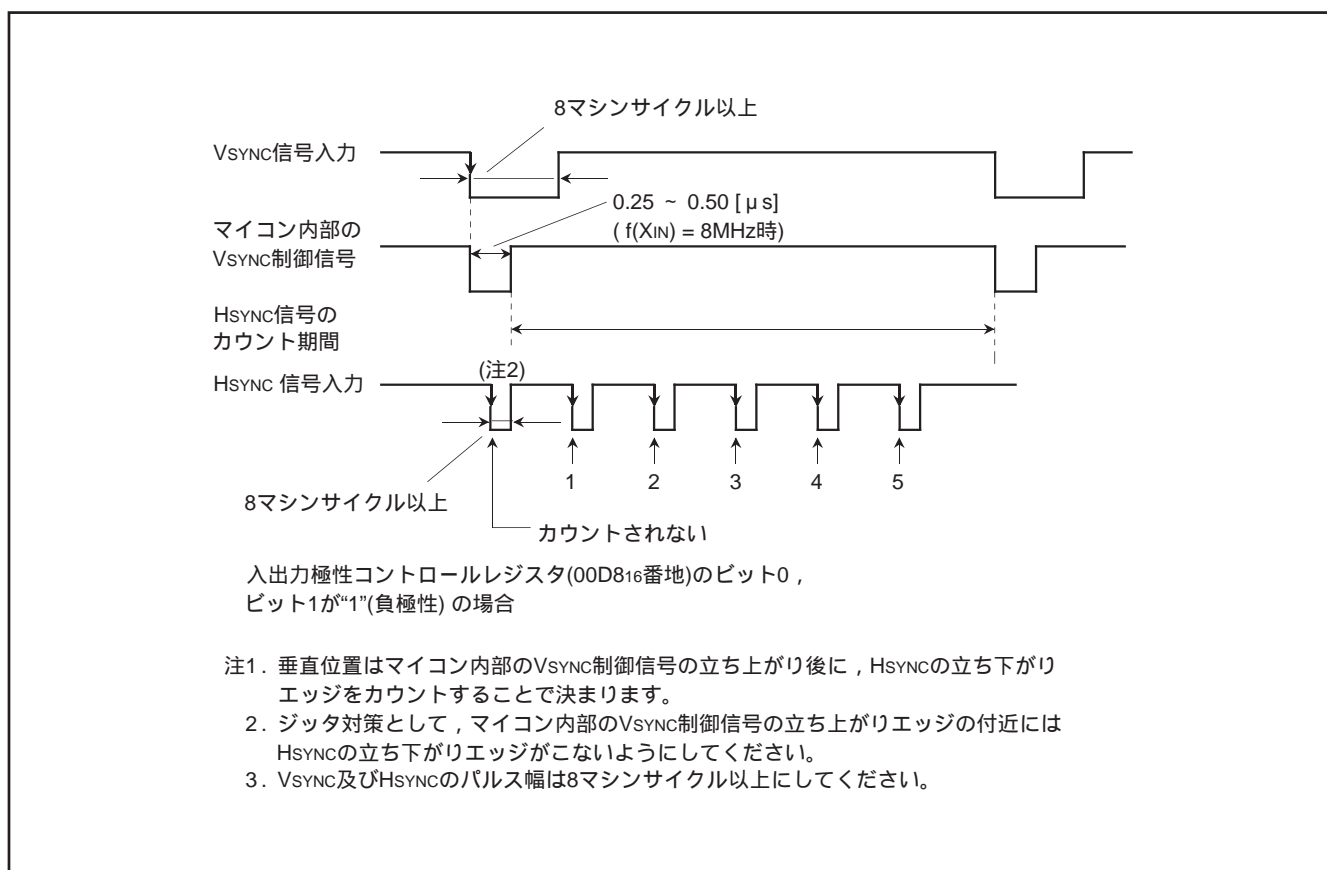 8マシンサイクル以上
VSYNC信号入力
0.25 ~ 0.50 [ μ s]
( f(XIN) = 8MHz時)
マイコン内部の
VSYNC制御信号
HSYNC信号の
カウント期間
(注2)
HSYNC 信号入力
1 2 3 4 5
8マシンサイクル以上
カウントされない
入出力極性コントロールレジスタ(00D816番地)のビット0 ,
ビット1が“1”(負極性) の場合
注1 . 垂直位置はマイコン内部のVSYNC制御信号の立ち上がり後に , HSYNCの立ち下がり
エッジをカウントすることで決まります。
2 . ジッタ対策として , マイコン内部のVSYNC制御信号の立ち上がりエッジの付近には
HSYNCの立ち下がりエッジがこないようにしてください。
3 . VSYNC及びHSYNCのパルス幅は8マシンサイクル以上にしてください。